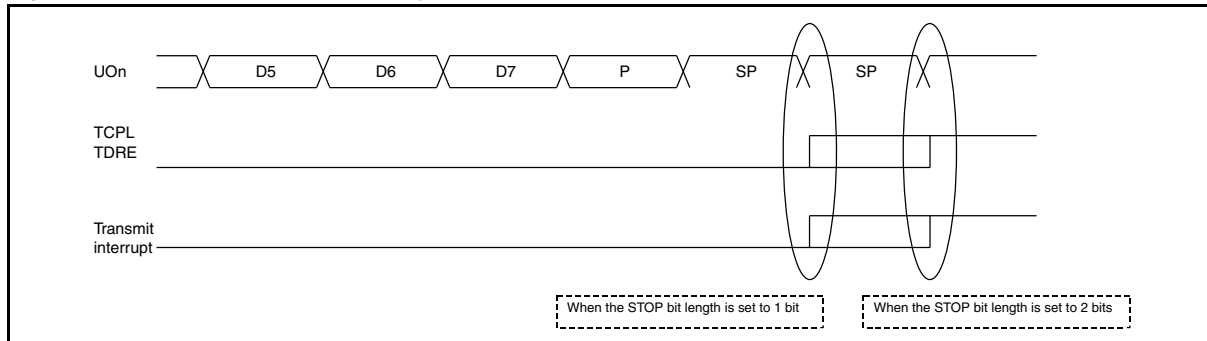 UOn
D5 D6 D7 P SP SP
TCPL
TDRE
Transmit
interrupt
When the STOP bit length is set to 1 bit
When the STOP bit length is set to 2 bits